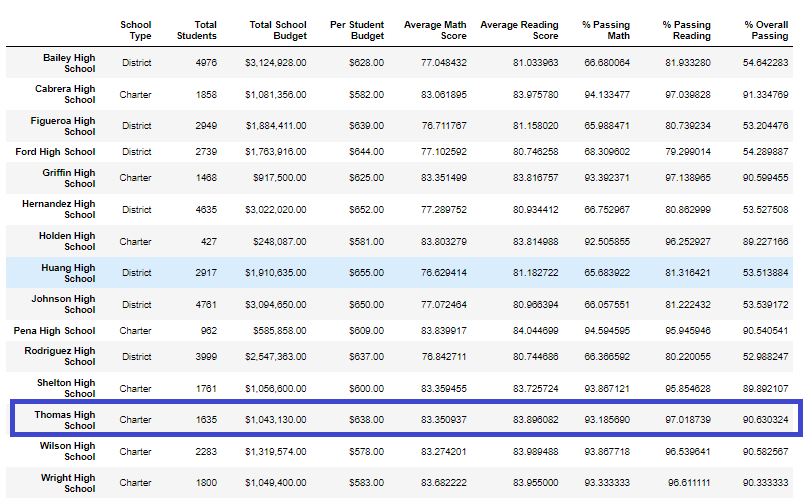 School Type Total Students Total School Budget Per Student Budget Average Math Score Average Reading Score % Passing Math % Passing Reading % Overall Passing
Bailey High School District 4976 $3,124,928.00 $628.00 77.048432 81.033963 66.680064 81.933280 54.642283
Cabrera High School Charter 1858 $1,081,356.00 $582.00 83.061895 83.975780 94.133477 97.039828 91.334769
Figueroa High School District 2949 $1,884,411.00 $639.00 76.711767 81.158020 65.988471 80.739234 53.204476
Ford High School District 2739 $1,763,916.00 $644.00 77.102592 80.746258 68.309602 79.299014 54.289887
Griffin High School Charter 1468 $917,500.00 $625.00 83.351499 83.816757 93.392371 97.138965 90.599455
Hernandez High School District 4635 $3,022,020.00 $652.00 77.289752 80.934412 66.752967 80.862999 53.527508
Holden High School Charter 427 $248,087.00 $581.00 83.803279 83.814988 92.505855 96.252927 89.227166
Huang High School District 2917 $1,910,635.00 $655.00 76.629414 81.182722 65.683922 81.316421 53.513884
Johnson High School District 4761 $3,094,650.00 $650.00 77.072464 80.966394 66.057551 81.222432 53.539172
Pena High School Charter 962 $585,858.00 $609.00 83.839917 84.044699 94.594595 95.945946 90.540541
Rodriguez High School District 3999 $2,547,363.00 $637.00 76.842711 80.744686 66.366592 80.220055 52.988247
Shelton High School Charter 1761 $1,056,600.00 $600.00 83.359455 83.725724 93.867121 95.854628 89.892107
Thomas High School Charter 1635 $1,043,130.00 $638.00 83.350937 83.896082 93.185690 97.018739 90.630324
Wilson High School Charter 2283 $1,319,574.00 $578.00 83.274201 83.989488 93.867718 96.539641 90.582567
Wright High School Charter 1800 $1,049,400.00 $583.00 83.682222 83.955000 93.333333 96.611111 90.333333